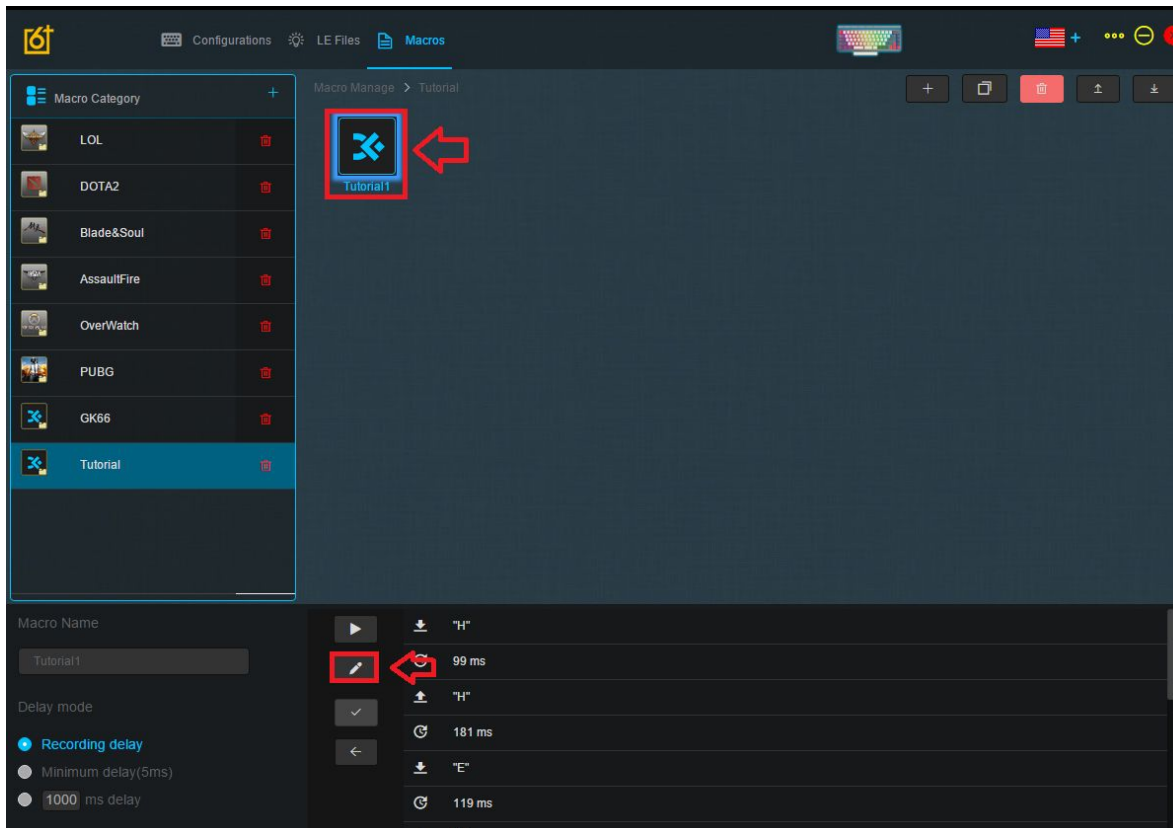 Configurations
LE Files
Macros
+
Macro Category
+
Macro Manage > Tutorial
+
LOL
DOTA2
Blade&Soul
AssaultFire
OverWatch
PUBG
GK66
Tutorial
Tutorial1
Macro Name
Tutorial1
Delay mode
Recording delay
Minimum delay(5ms)
1000 ms delay
"H"
99 ms
"H"
181 ms
"E"
119 ms